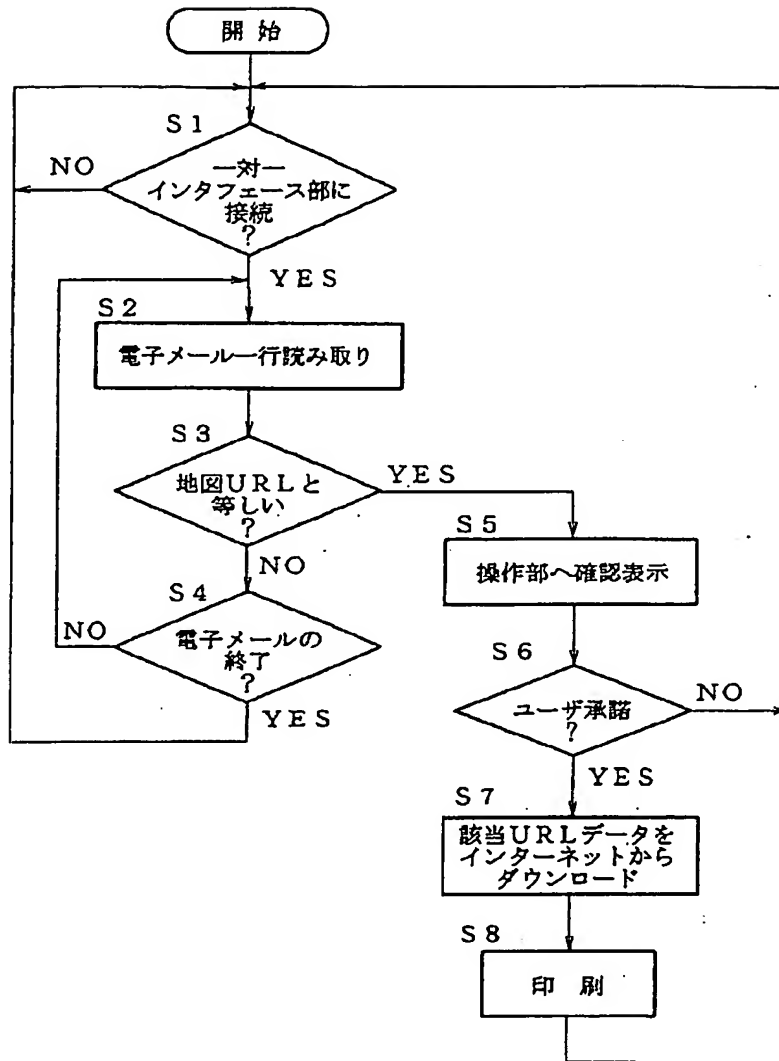 開始
S1
NO
一対一
インタフェース部に
接続
?
YES
S2
電子メール一行読み取り
S3
地図URLと
等しい
?
YES
NO
S4
電子メールの
終了
?
NO
YES
S5
操作部へ確認表示
S6
ユーザ承諾
?
NO
YES
S7
該当URLデータを
インターネットから
ダウンロード
S8
印刷